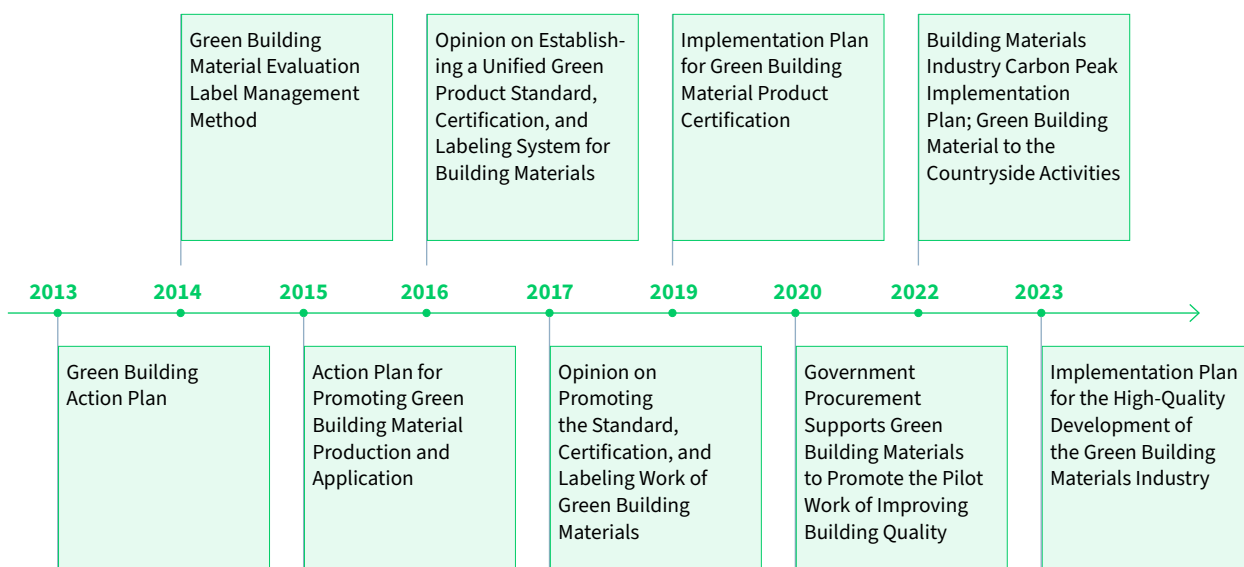 Green Building
Material Evaluation
Label Management
Method
Opinion on Establish-
ing a Unified Green
Product Standard,
Certification, and
Labeling System for
Building Materials
Implementation Plan
for Green Building
Material Product
Certification
Building Materials
Industry Carbon Peak
Implementation
Plan; Green Building
Material to the
Countryside Activities
2013
2014
2015
2016
2017
2019
2020
2022
2023
Green Building
Action Plan
Action Plan for
Promoting Green
Building Material
Production and
Application
Opinion on
Promoting
the Standard,
Certification, and
Labeling Work of
Green Building
Materials
Government
Procurement
Supports Green
Building Materials
to Promote the Pilot
Work of Improving
Building Quality
Implementation Plan
for the High-Quality
Development of
the Green Building
Materials Industry